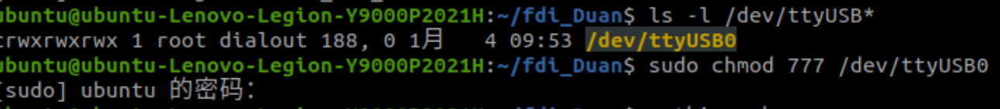 ubuntu@ubuntu-Lenovo-Legion-Y9000P2021H:~/fdi_Duan$ ls -l /dev/ttyUSB*
crwxrwxrwx 1 root dialout 188, 0 1月   4 09:53 /dev/ttyUSB0
ubuntu@ubuntu-Lenovo-Legion-Y9000P2021H:~/fdi_Duan$ sudo chmod 777 /dev/ttyUSB0
[sudo] ubuntu 的密码: